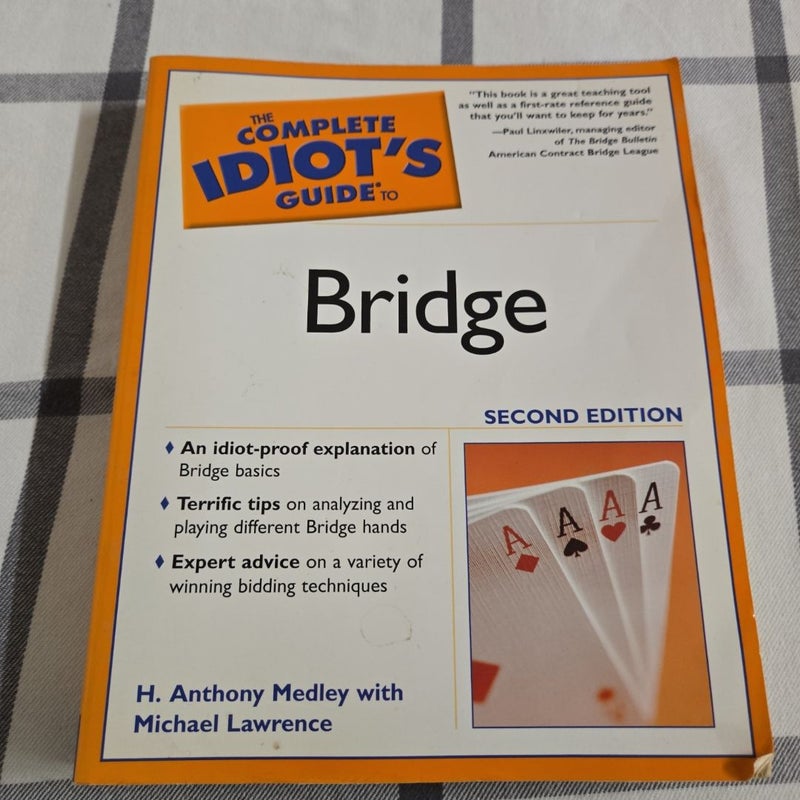 THE
COMPLETE
IDIOT'S
GUIDE® TO
"This book is a great teaching tool
as well as a first-rate reference guide
that you'll want to keep for years."
—Paul Linxwiler, managing editor
of The Bridge Bulletin
American Contract Bridge League
Bridge
SECOND EDITION
♦ An idiot-proof explanation of
Bridge basics
♦ Terrific tips on analyzing and
playing different Bridge hands
♦ Expert advice on a variety of
winning bidding techniques
A A A A
H. Anthony Medley with
Michael Lawrence